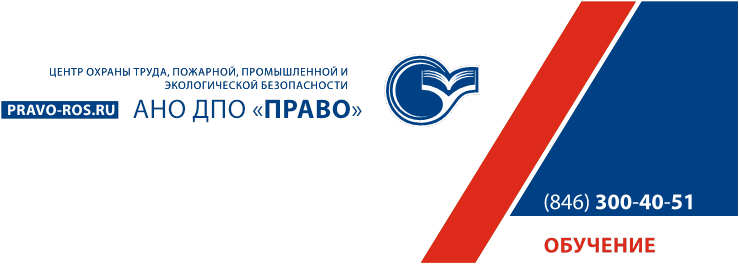 ЦЕНТР ОХРАНЫ ТРУДА, ПОЖАРНОЙ, ПРОМЫШЛЕННОЙ И
ЭКОЛОГИЧЕСКОЙ БЕЗОПАСНОСТИ
PRAVO-ROS.RU АНО ДПО «ПРАВО»
(846) 300-40-51
ОБУЧЕНИЕ